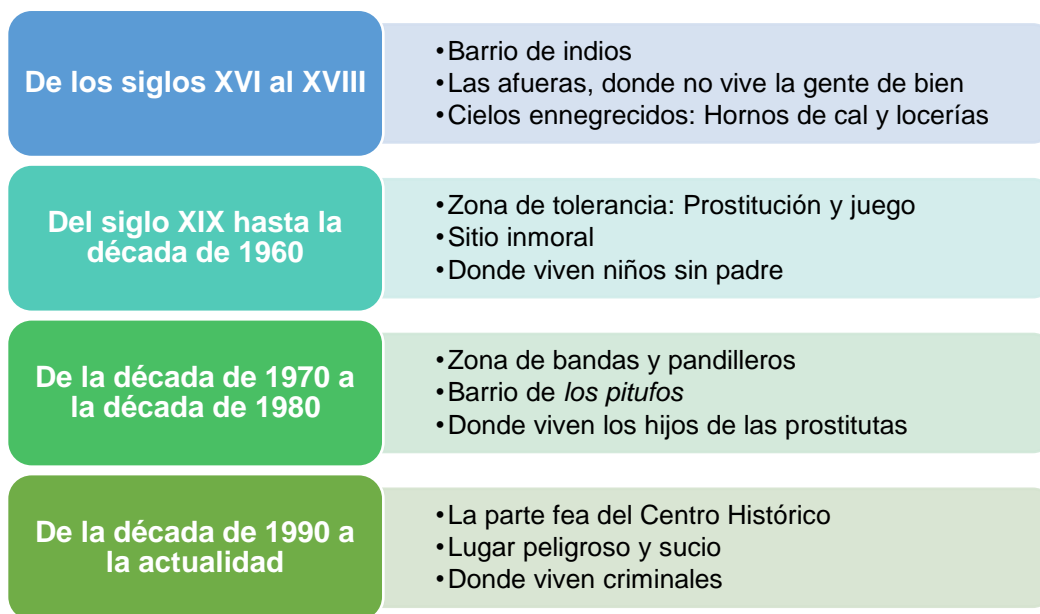 De los siglos XVI al XVIII
•Barrio de indios
•Las afueras, donde no vive la gente de bien
•Cielos ennegrecidos: Hornos de cal y locerías
Del siglo XIX hasta la
década de 1960
•Zona de tolerancia: Prostitución y juego
•Sitio inmoral
•Donde viven niños sin padre
De la década de 1970 a
la década de 1980
•Zona de bandas y pandilleros
•Barrio de los pitufos
•Donde viven los hijos de las prostitutas
De la década de 1990 a
la actualidad
•La parte fea del Centro Histórico
•Lugar peligroso y sucio
•Donde viven criminales